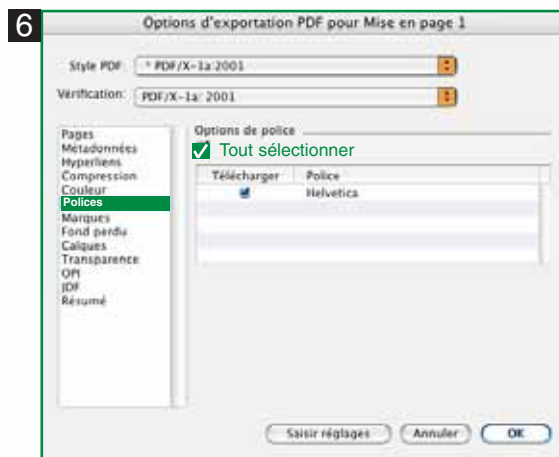 6
Options d'exportation PDF pour Mise en page 1
Style PDF: * PDF/X-1a:2001
Vérification: PDF/X-1a: 2001
Pages
Métadonnées
Hyperliens
Compression
Couleur
Polices
Marques
Fond perdu
Calques
Transparence
OPI
JDF
Résumé
Options de police
Tout sélectionner
Télécharger Police
Helvetica
Saisir réglages Annuler OK